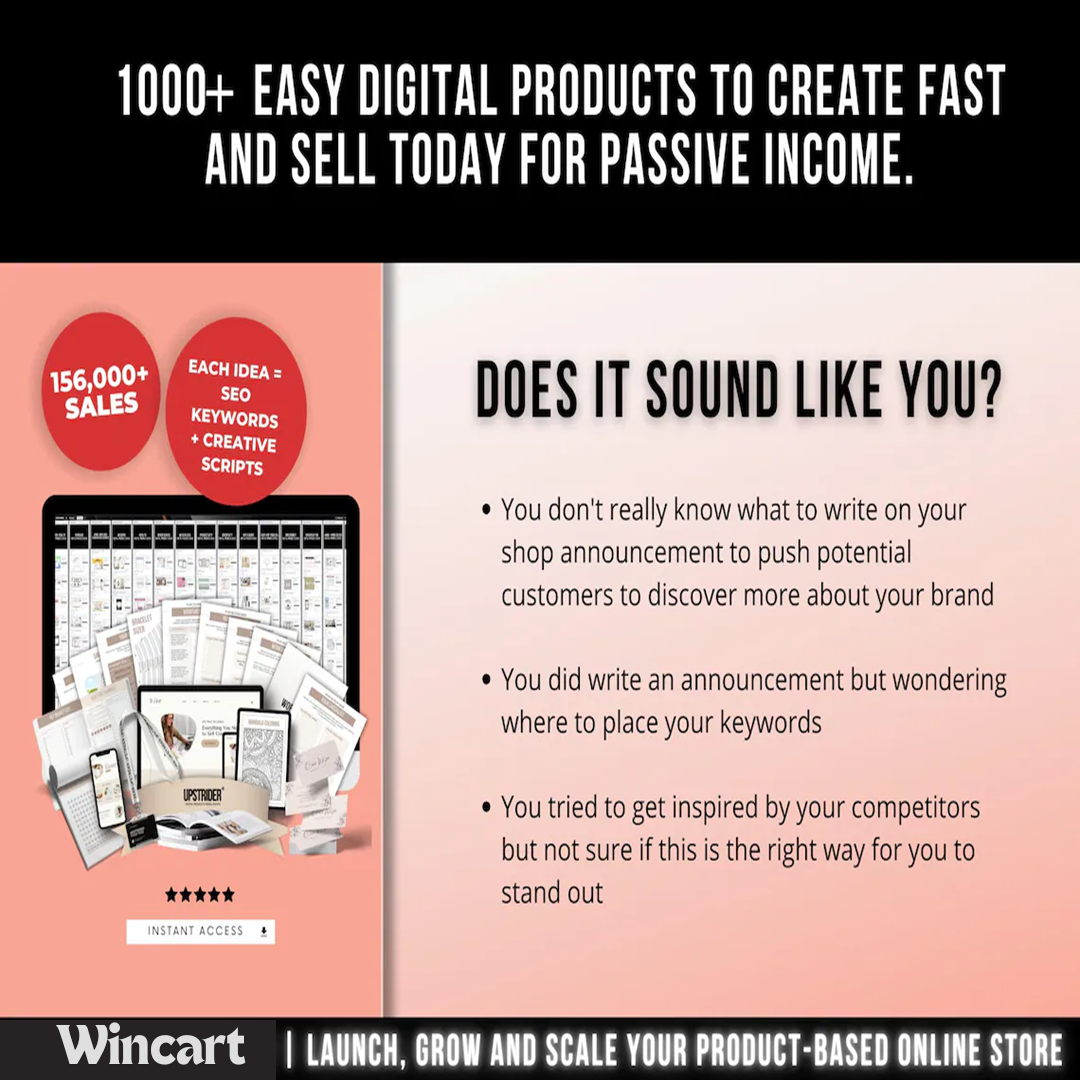 1000+ EASY DIGITAL PRODUCTS TO CREATE FAST
AND SELL TODAY FOR PASSIVE INCOME.
156,000+
SALES
EACH IDEA =
SEO
KEYWORDS
+ CREATIVE
SCRIPTS
BRACELET
SIZER
MANDALA COLORING
UPSTRIDER
INSTANT ACCESS
DOES IT SOUND LIKE YOU?
• You don't really know what to write on your
shop announcement to push potential
customers to discover more about your brand
• You did write an announcement but wondering
where to place your keywords
• You tried to get inspired by your competitors
but not sure if this is the right way for you to
stand out
Wincart | LAUNCH, GROW AND SCALE YOUR PRODUCT-BASED ONLINE STORE